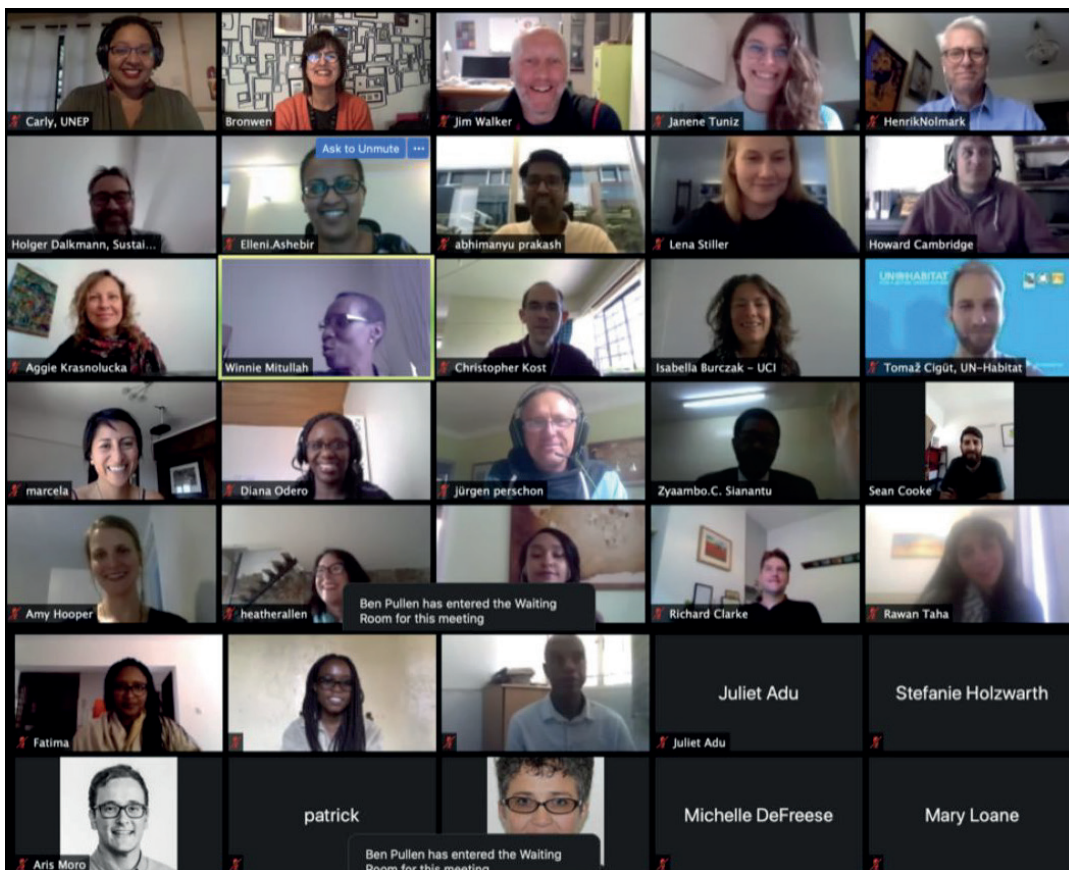 Carly, UNEP
Bronwen
Jim Walker
Janene Tuniz
HenrikNolmark
Ask to Unmute
Holger Dalkmann, Sustai...
Elleni.Ashebir
abhimanyu prakash
Lena Stiller
Howard Cambridge
UN HABITAT
Aggie Krasnolucka
Winnie Mitullah
Christopher Kost
Isabella Burczak – UCI
Tomaž Cigüt, UN-Habitat
marcela
Diana Odero
jürgen perschon
Zyaambo.C. Sianantu
Sean Cooke
Amy Hooper
heatherallen
Ben Pullen has entered the Waiting
Room for this meeting
Richard Clarke
Rawan Taha
Fatima
Juliet Adu
Juliet Adu
Stefanie Holzwarth
Aris Moro
patrick
Ben Pullen has entered the Waiting
Room for this meeting
Michelle DeFreese
Mary Loane